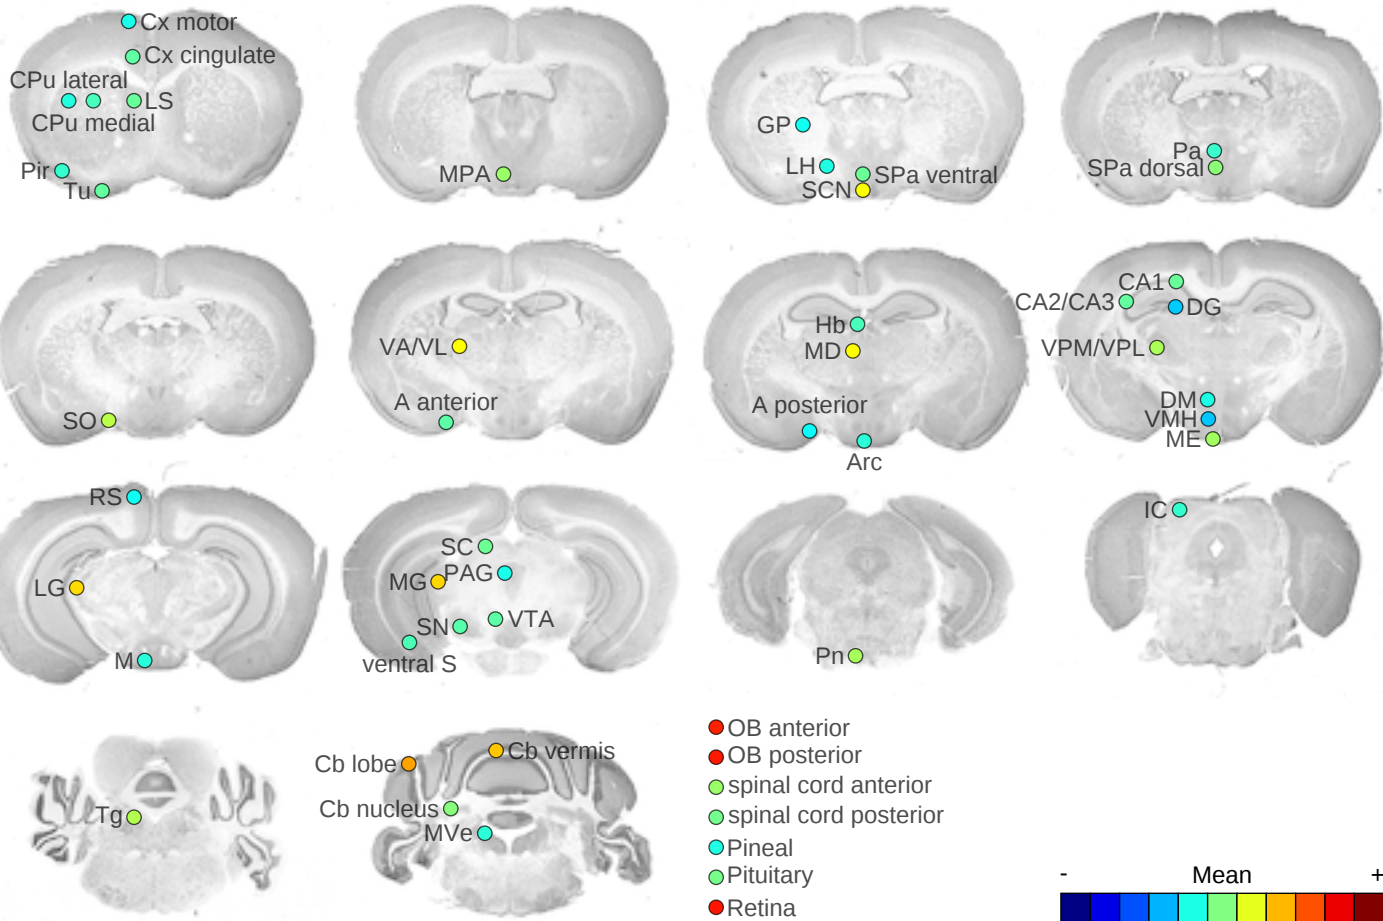 Cx motor
Cx cingulate
CPu lateral
LS
CPu medial
Pir
Tu
MPA
GP
LH
SPa ventral
SCN
Pa
SPa dorsal
SO
VA/VL
A anterior
Hb
MD
A posterior
Arc
CA1
CA2/CA3
DG
VPM/VPL
DM
VMH
ME
RS
LG
M
SC
MG
PAG
SN
VTA
ventral S
Pn
IC
Tg
Cb lobe
Cb vermis
Cb nucleus
MVe
OB anterior
OB posterior
spinal cord anterior
spinal cord posterior
Pineal
Pituitary
Retina
- Mean +